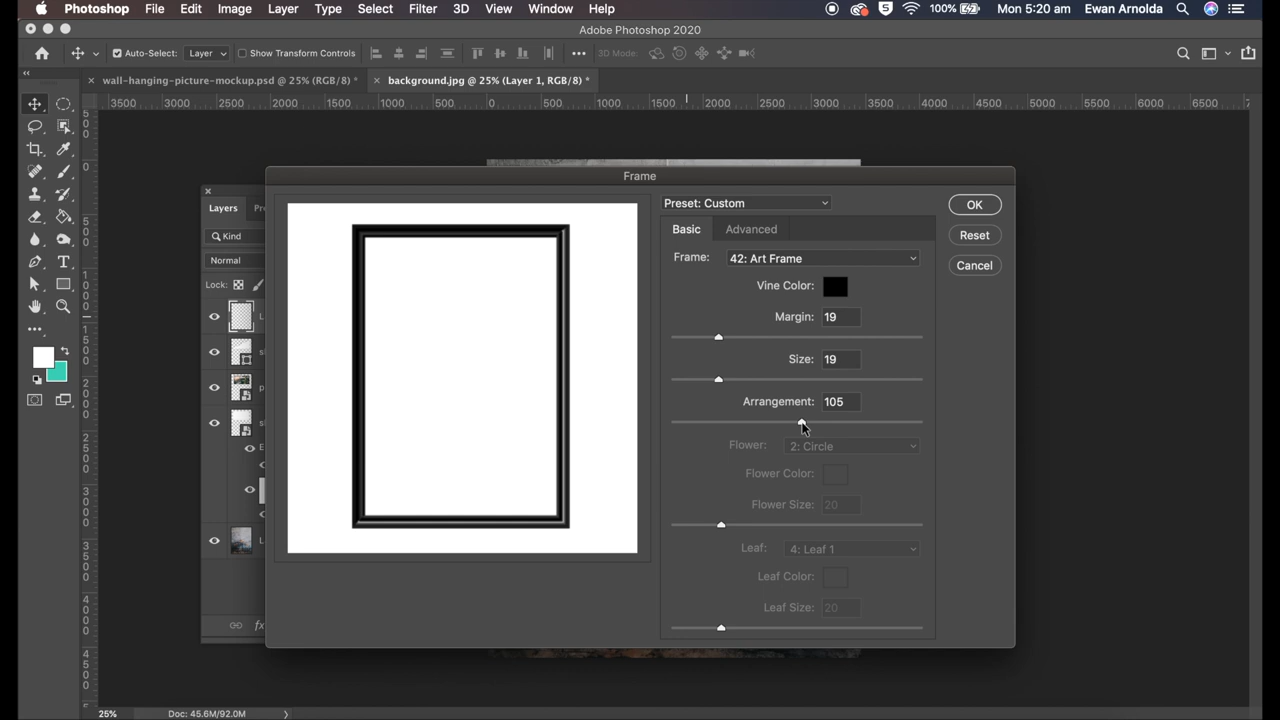 Photoshop File Edit Image Layer Type Select Filter 3D View Window Help 100% Mon 5:20 am Ewan Arnolda
Adobe Photoshop 2020
Auto-Select: Layer Show Transform Controls 3D Mode:
wall-hanging-picture-mockup.psd @ 25% (RGB/8) * background.jpg @ 25% (Layer 1, RGB/8) *
3500 3000 2500 2000 1500 1000 500 0 500 1000 1500 2000 2500 3000 3500 4000 4500 5000 5500 6000 6500
Frame
Preset: Custom OK
Layers
Basic Advanced Reset
Kind
Frame: 42: Art Frame Cancel
Normal
Lock:
Vine Color:
Margin: 19
Size: 19
Arrangement: 105
Flower: 2: Circle
Flower Color:
Flower Size: 20
Leaf: 4: Leaf 1
Leaf Color:
Leaf Size: 20
fx
25% Doc: 45.6M/92.0M